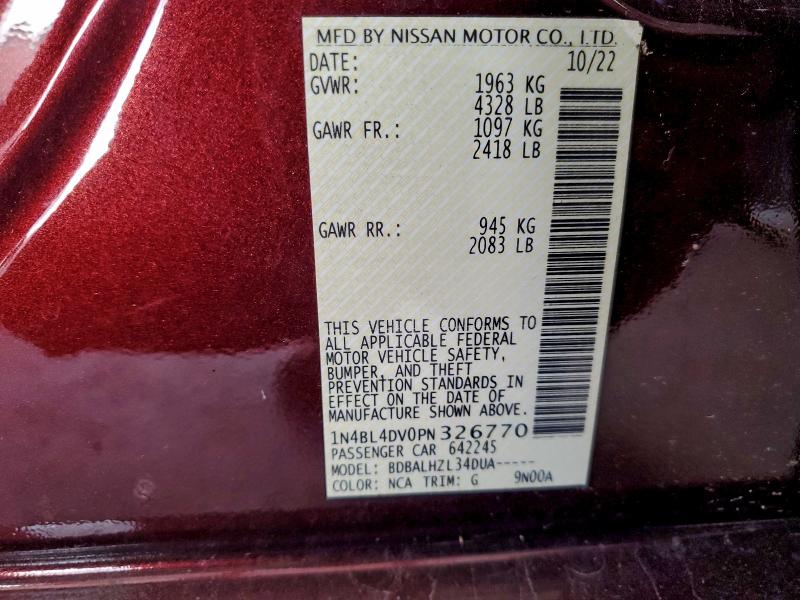 MFD BY NISSAN MOTOR CO., LTD.
DATE: 10/22
GVWR: 1963 KG
4328 LB
GAWR FR.: 1097 KG
2418 LB
GAWR RR.: 945 KG
2083 LB
THIS VEHICLE CONFORMS TO
ALL APPLICABLE FEDERAL
MOTOR VEHICLE SAFETY,
BUMPER, AND THEFT
PREVENTION STANDARDS IN
EFFECT ON THE DATE OF
MANUFACTURE SHOWN ABOVE.
1N4BL4DV0PN 326770
PASSENGER CAR 642245
MODEL: BDBALHZL34DUA-----
COLOR: NCA TRIM: G 9N00A